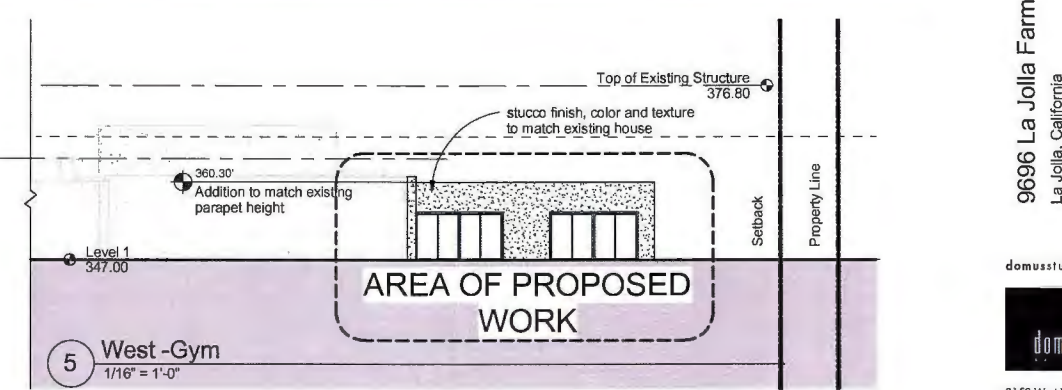 Top of Existing Structure
376.80
stucco finish, color and texture
to match existing house
360.30'
Addition to match existing
parapet height
Level 1
347.00
AREA OF PROPOSED
WORK
Setback
Property Line
5
West -Gym
1/16" = 1'-0"
9696 La Jolla Farm
La Jolla, California
domusstu
dom